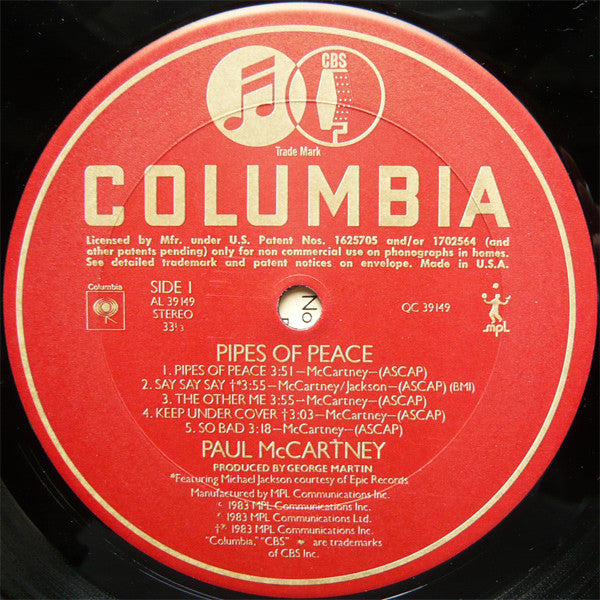 CBS
Trade Mark
COLUMBIA
Licensed by Mfr. under U.S. Patent Nos. 1625705 and/or 1702564 (and
other patents pending) only for non commercial use on phonographs in homes.
See detailed trademark and patent notices on envelope. Made in U.S.A.
Columbia
SIDE 1
AL 39149
STEREO
33⅓
No
QC 39149
mpl
PIPES OF PEACE
1. PIPES OF PEACE 3:51—McCartney—(ASCAP)
2. SAY SAY SAY †*3:55—McCartney/Jackson—(ASCAP) (BMI)
3. THE OTHER ME 3:55—McCartney—(ASCAP)
4. KEEP UNDER COVER †3:03—McCartney—(ASCAP)
5. SO BAD 3:18—McCartney—(ASCAP)
PAUL McCARTNEY
PRODUCED BY GEORGE MARTIN
*Featuring Michael Jackson courtesy of Epic Records
Manufactured by MPL Communications Inc.
© 1983 MPL Communications Inc.
℗ 1983 MPL Communications Ltd.
†℗ 1983 MPL Communications Inc.
"Columbia," "CBS" are trademarks
of CBS Inc.